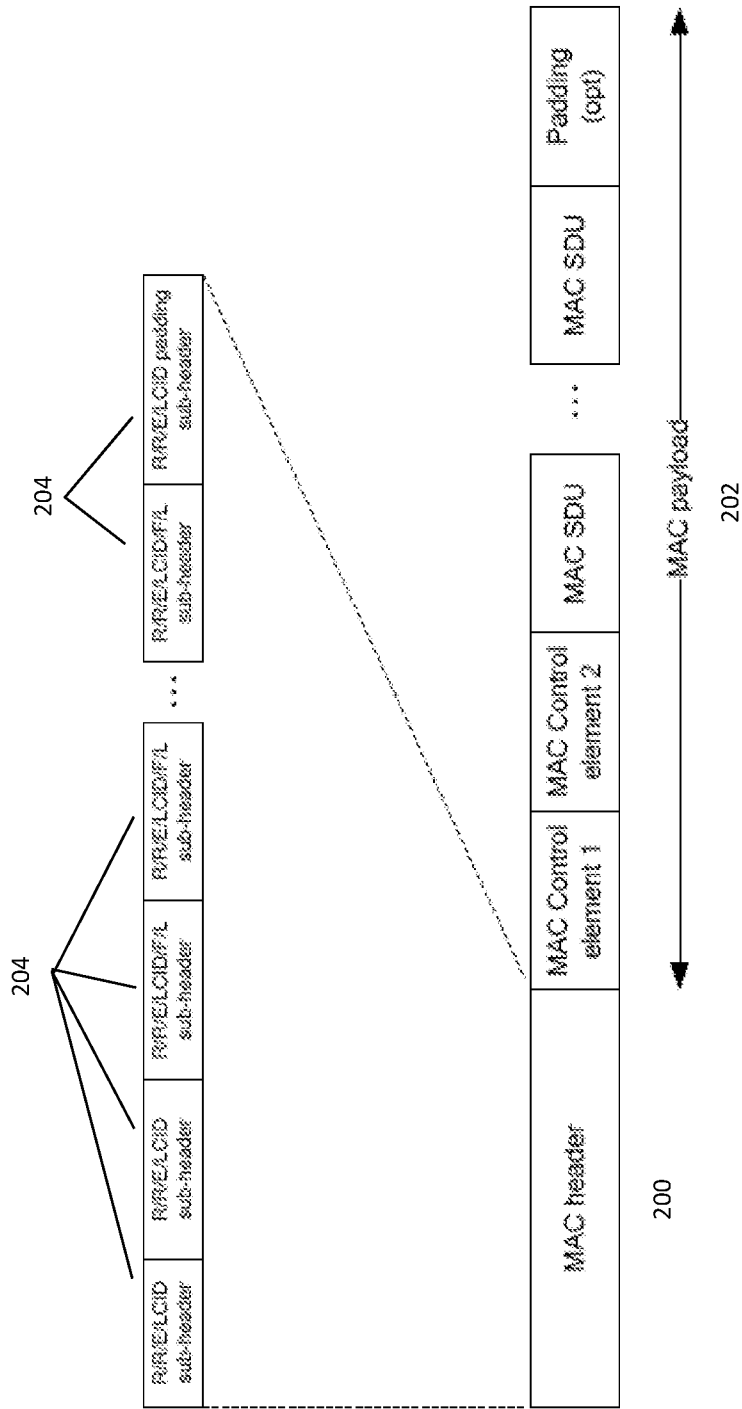 204
204
R/R/E/LCID
sub-header
R/R/E/LCID
sub-header
R/R/E/LCID/F/L
sub-header
R/R/E/LCID/F/L
sub-header
...
R/R/E/LCID/F/L
sub-header
R/R/E/LCID padding
sub-header
MAC header
MAC Control
element 1
MAC Control
element 2
MAC SDU
...
MAC SDU
Padding
(opt)
200
MAC payload
202